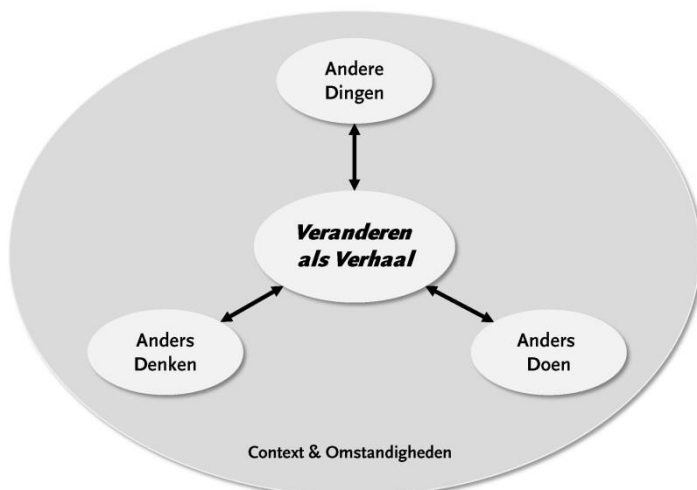 Andere
Dingen
Veranderen
als Verhaal
Anders
Denken
Anders
Doen
Context & Omstandigheden